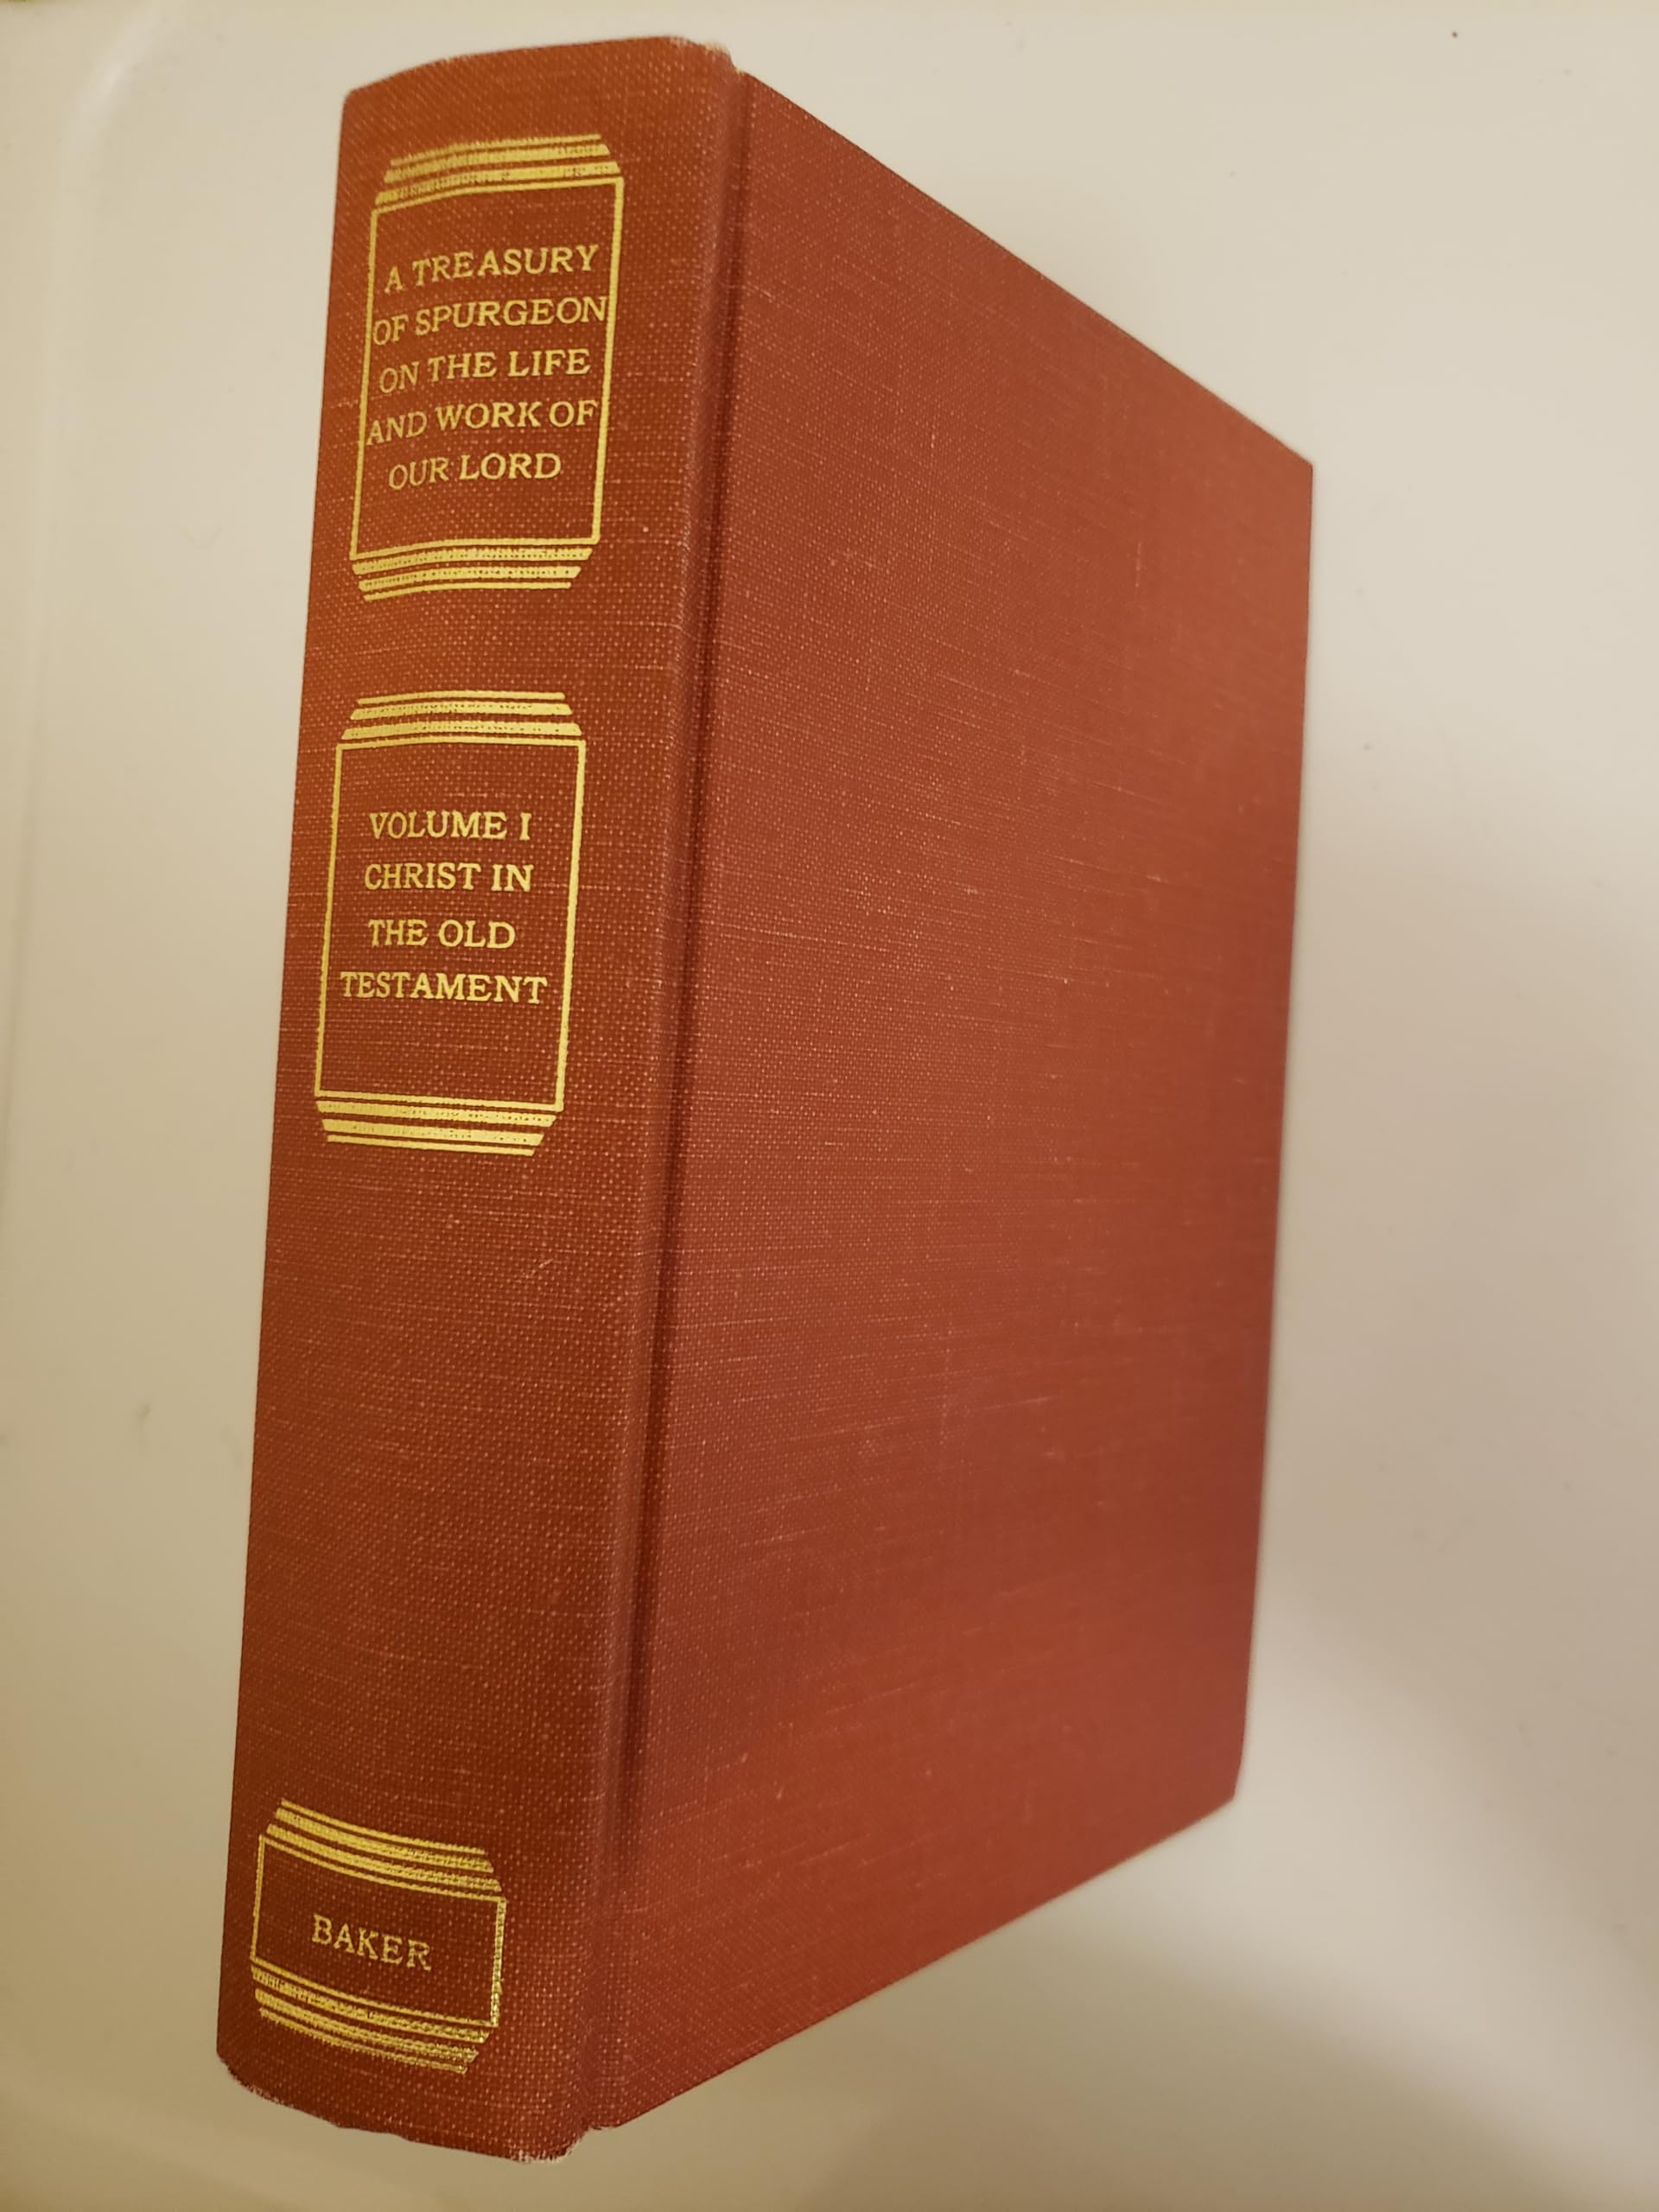 A TREASURY
OF SPURGEON
ON THE LIFE
AND WORK OF
OUR LORD
VOLUME I
CHRIST IN
THE OLD
TESTAMENT
BAKER